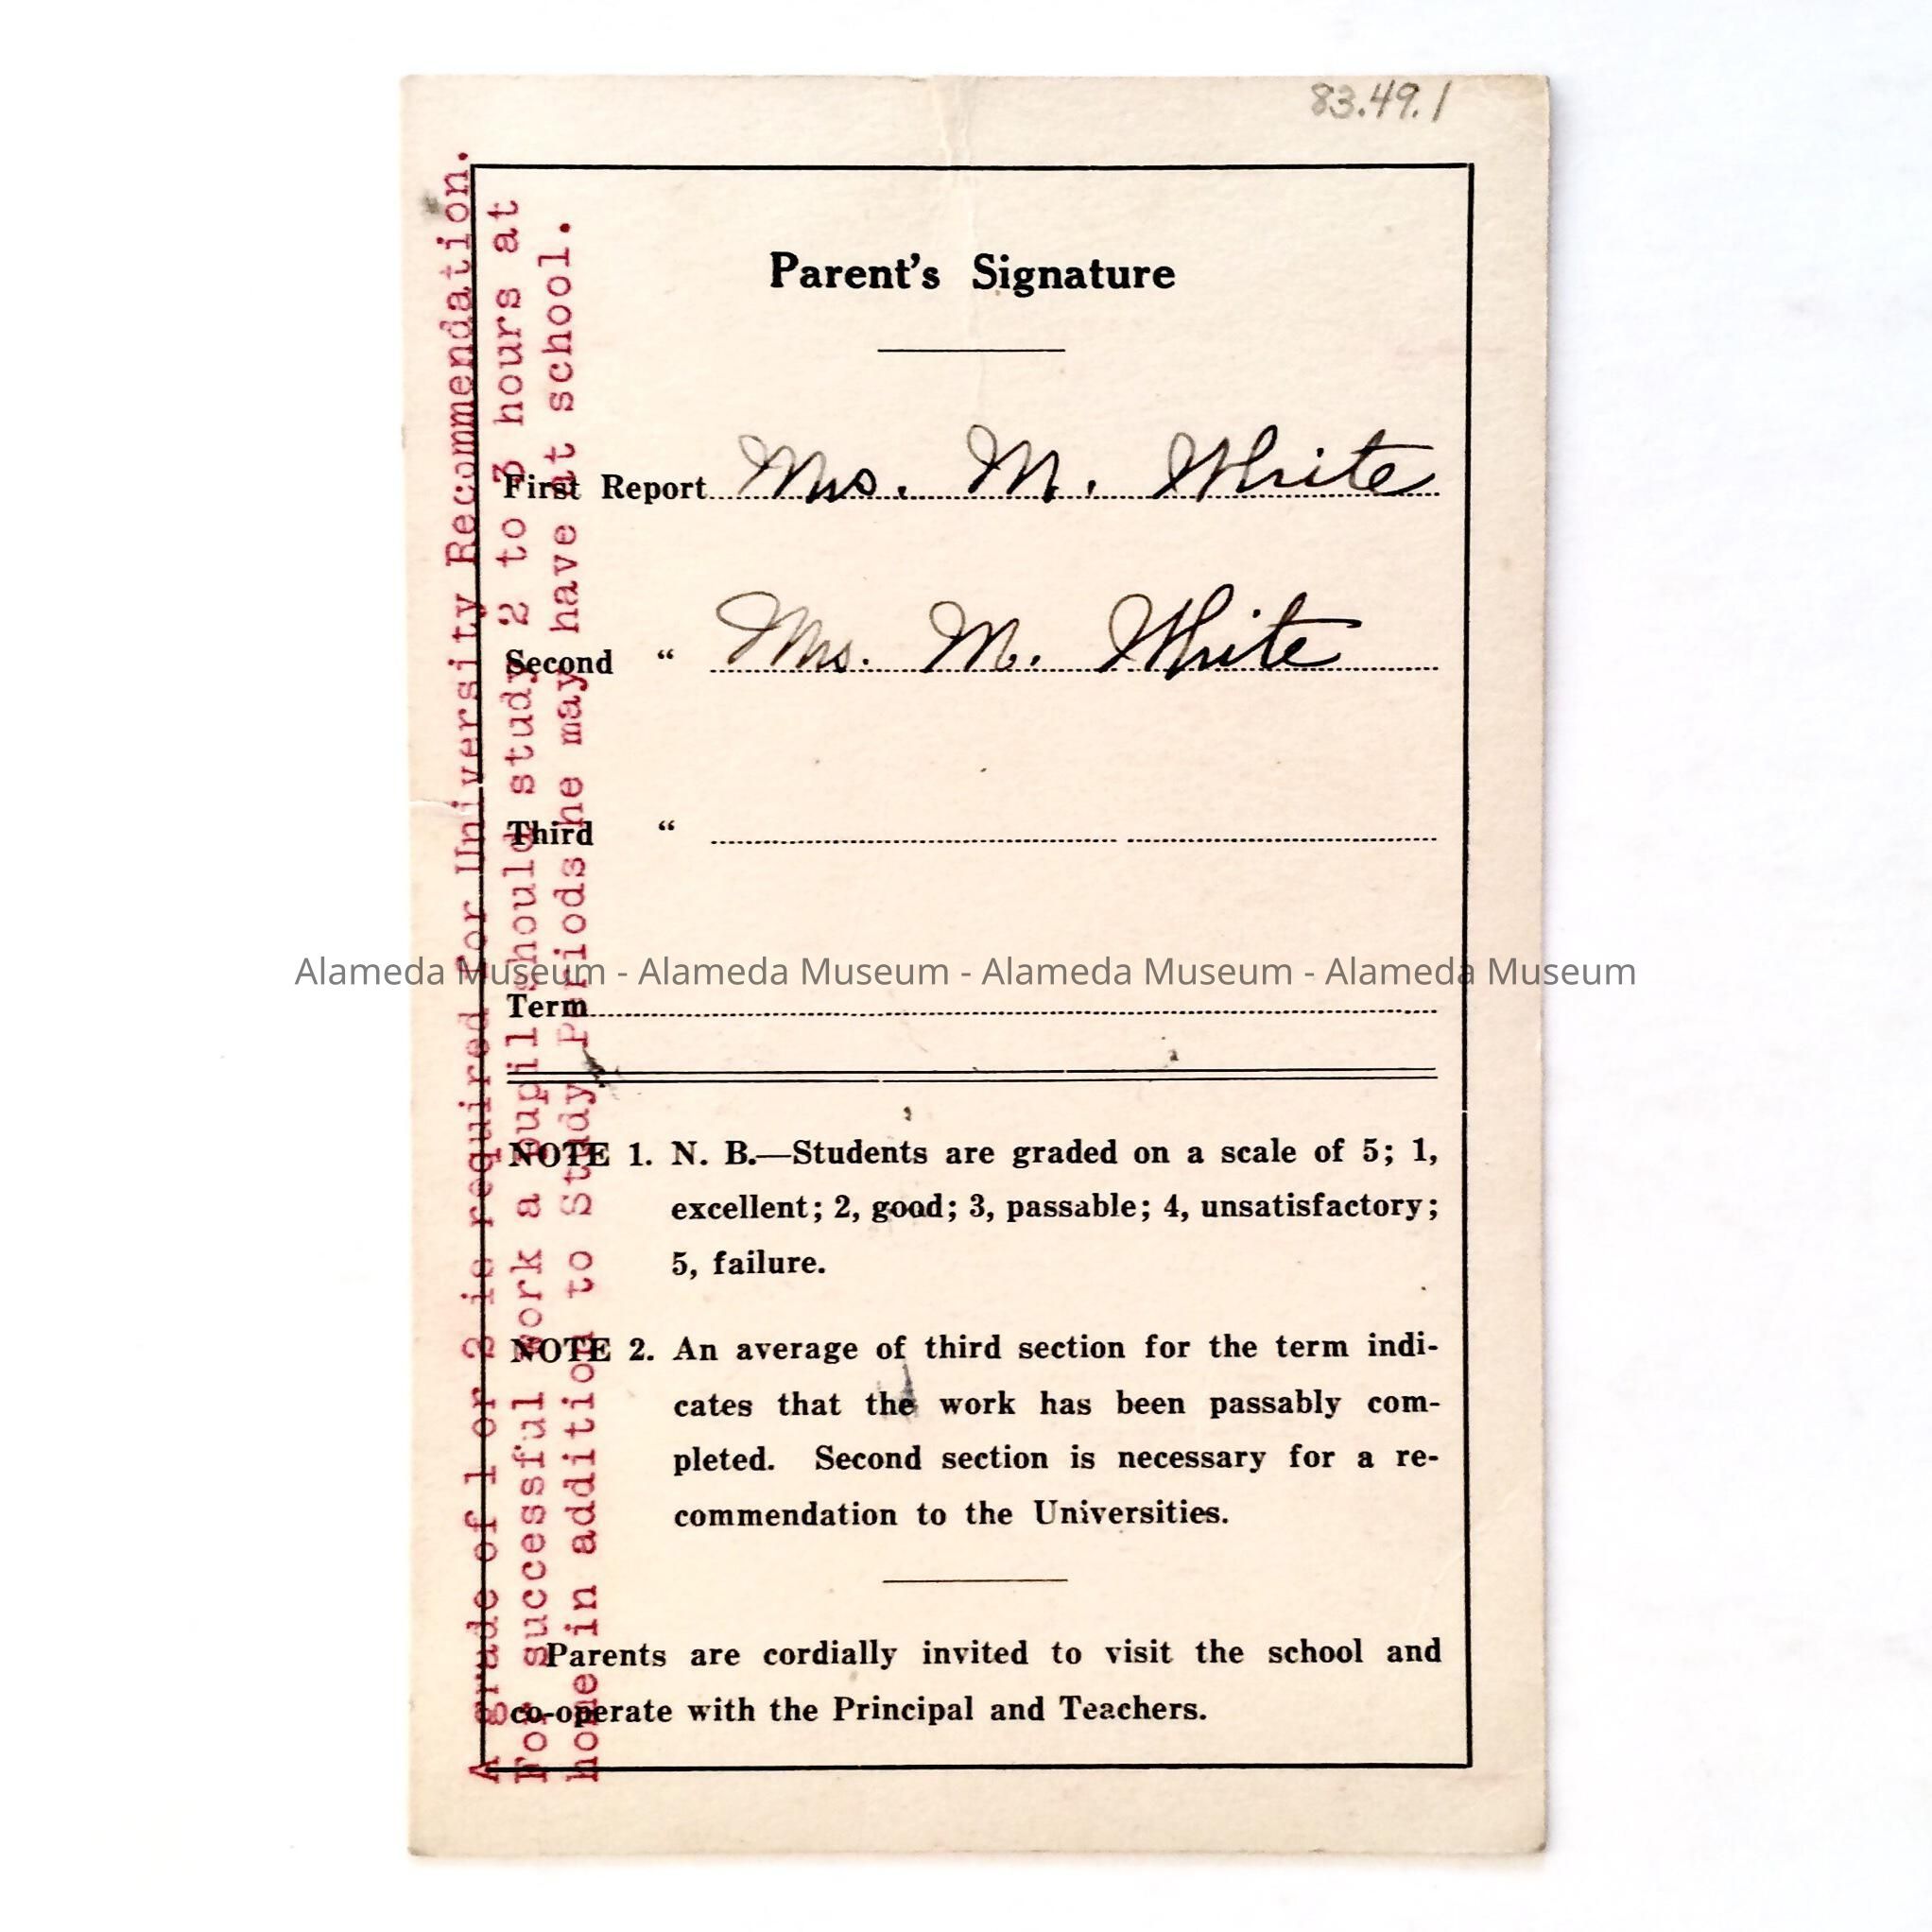 83.49.1
Parent's Signature
First Report Mrs. M. White
Second " Mrs. M. White
Third "
Term
NOTE 1. N. B.—Students are graded on a scale of 5; 1,
excellent; 2, good; 3, passable; 4, unsatisfactory;
5, failure.
NOTE 2. An average of third section for the term indi-
cates that the work has been passably com-
pleted. Second section is necessary for a re-
commendation to the Universities.
Parents are cordially invited to visit the school and
co-operate with the Principal and Teachers.
A grade of 1 or 2 is required for University Recommendation.
For successful work a pupil should study 2 to 3 hours at
home in addition to Study Periods he may have at school.
Alameda Museum - Alameda Museum - Alameda Museum - Alameda Museum